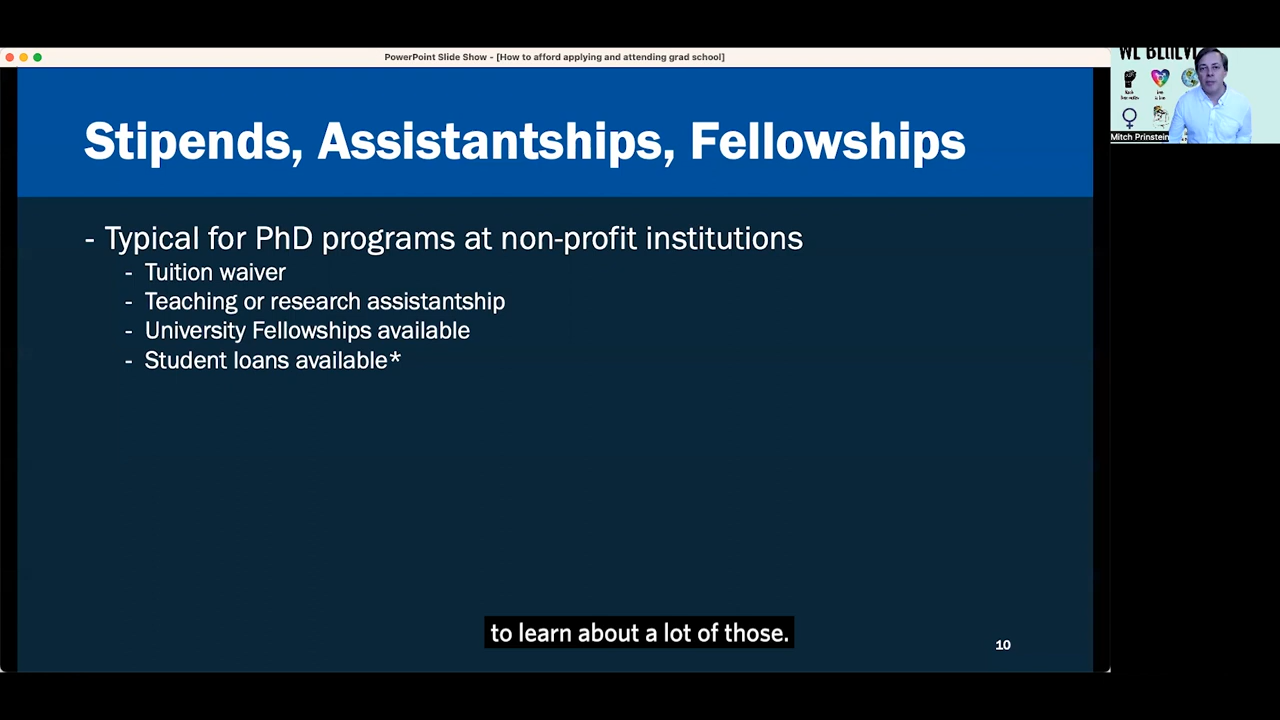 PowerPoint Slide Show - [How to afford applying and attending grad school]
WE BELIEVE
Mitch Prinstein
Stipends, Assistantships, Fellowships
- Typical for PhD programs at non-profit institutions
- Tuition waiver
- Teaching or research assistantship
- University Fellowships available
- Student loans available*
to learn about a lot of those.
10